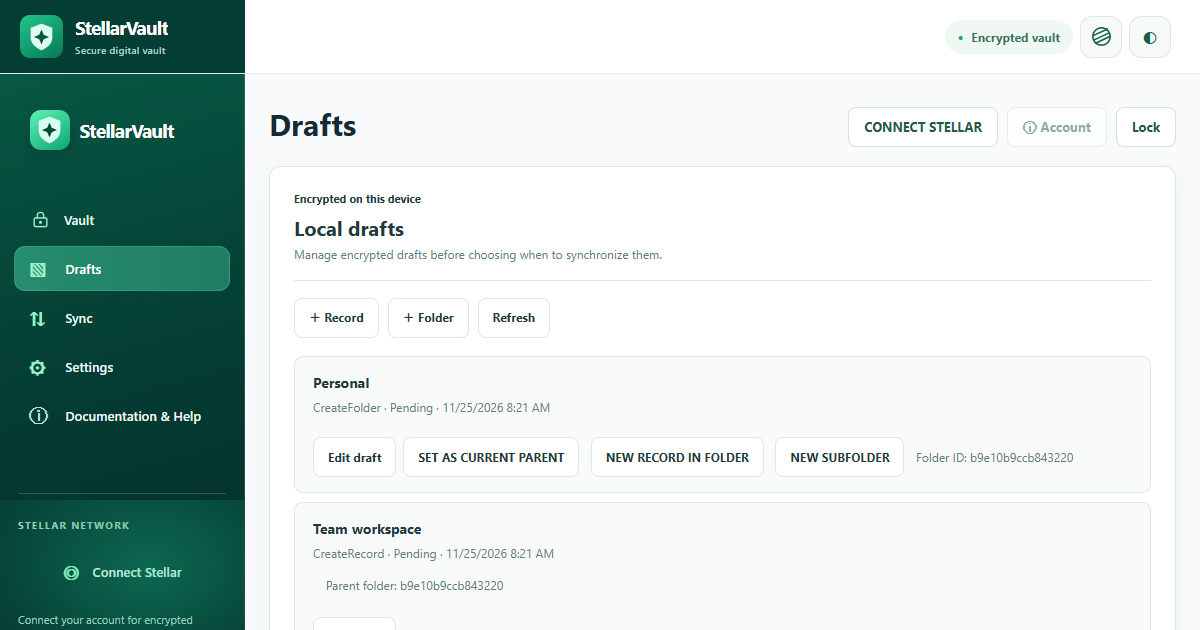 StellarVault
Secure digital vault
Encrypted vault
StellarVault
Vault
Drafts
Sync
Settings
Documentation & Help
STELLAR NETWORK
Connect Stellar
Connect your account for encrypted
Drafts
CONNECT STELLAR
Account
Lock
Encrypted on this device
Local drafts
Manage encrypted drafts before choosing when to synchronize them.
+ Record
+ Folder
Refresh
Personal
CreateFolder · Pending · 11/25/2026 8:21 AM
Edit draft
SET AS CURRENT PARENT
NEW RECORD IN FOLDER
NEW SUBFOLDER
Folder ID: b9e10b9ccb843220
Team workspace
CreateRecord · Pending · 11/25/2026 8:21 AM
Parent folder: b9e10b9ccb843220